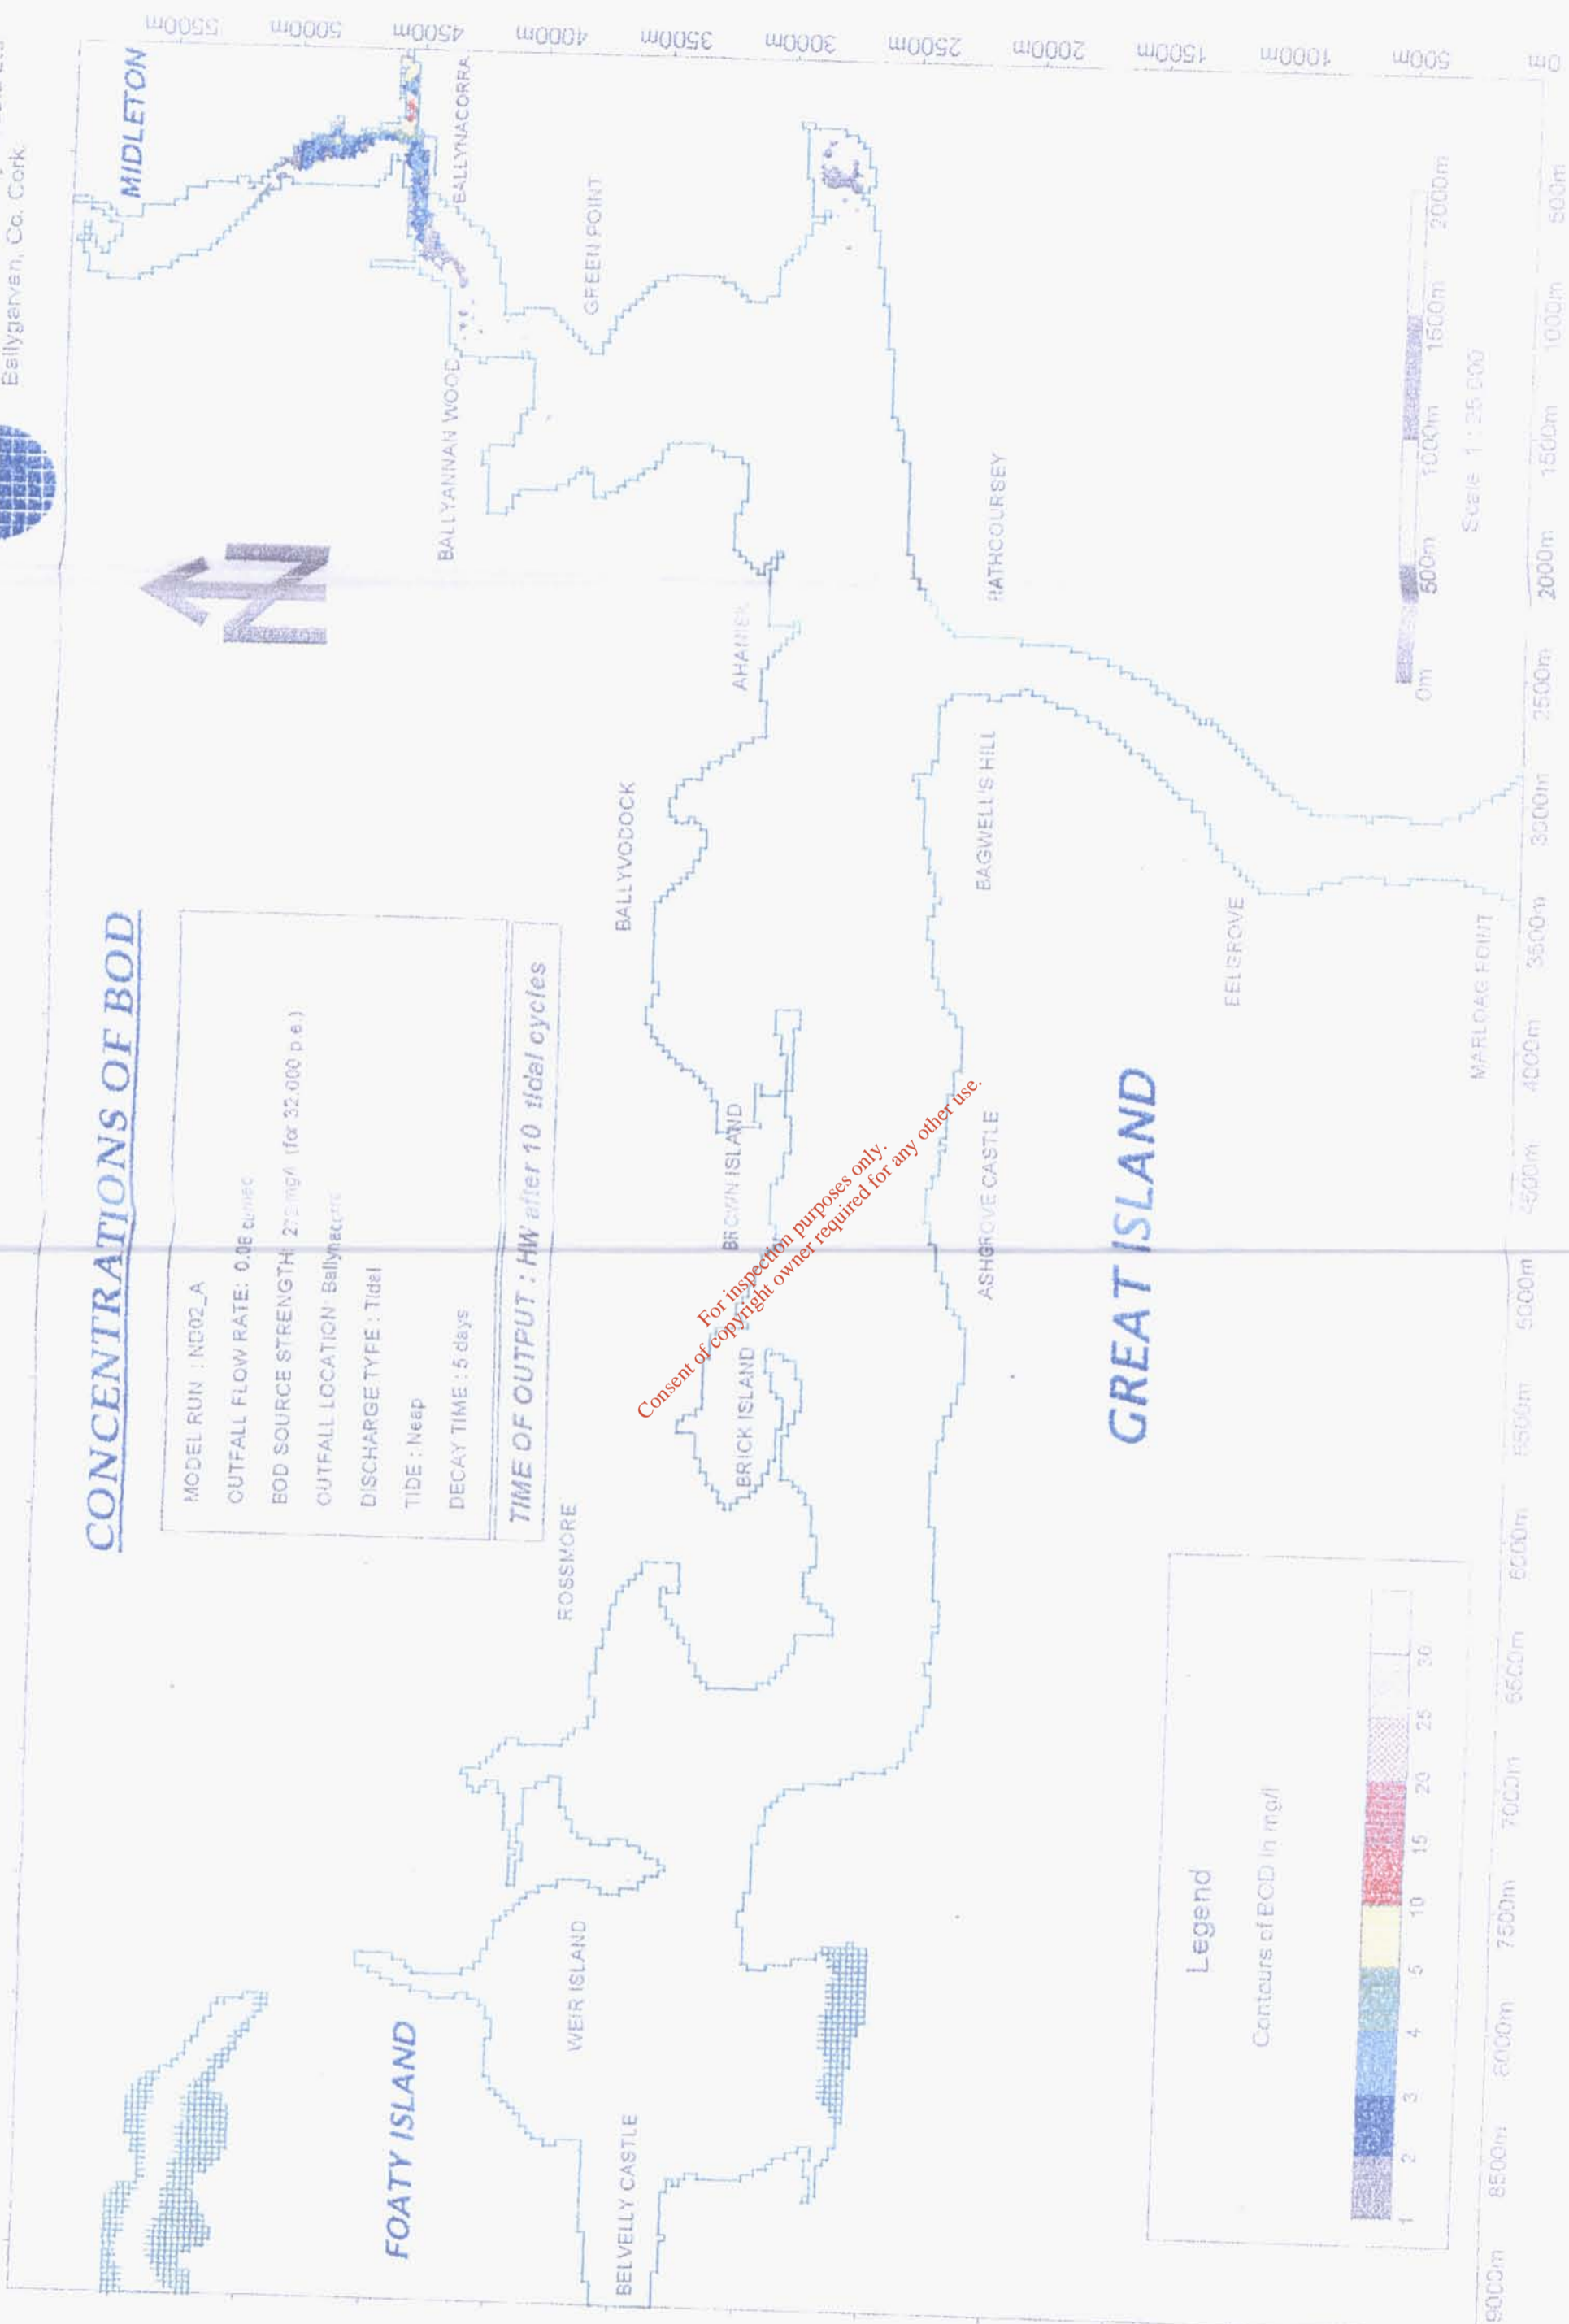 Ballygarvan, Co. Cork.
CONCENTRATIONS OF BOD
MODEL RUN : ND02_A
OUTFALL FLOW RATE: 0.08 cumec
BOD SOURCE STRENGTH: mg/l (for 32,000 p.e.)
OUTFALL LOCATION: Ballynacorra
DISCHARGE TYPE : Tidal
TIDE : Neap
DECAY TIME : 5 days
TIME OF OUTPUT : HW after 10 tidal cycles
MIDLETON
BALLYNACORRA
BALLYANNAN WOOD
GREEN POINT
FOATY ISLAND
ROSSMORE
BALLYVODOCK
WEIR ISLAND
BELVELLY CASTLE
BRICK ISLAND
BROWN ISLAND
ASHGROVE CASTLE
BAGWELL'S HILL
RATHCOURSEY
GREAT ISLAND
EELGROVE
MARLOAG POINT
For inspection purposes only.
Consent of copyright owner required for any other use.
Legend
Contours of BOD in mg/l
1 2 3 4 5 10 15 20 25 30
0m 500m 1000m 1500m 2000m
Scale 1 : 25 000
5500m
5000m
4500m
4000m
3500m
3000m
2500m
2000m
1500m
1000m
500m
0m
9000m 8500m 8000m 7500m 7000m 6500m 6000m 5500m 5000m 4500m 4000m 3500m 3000m 2500m 2000m 1500m 1000m 500m